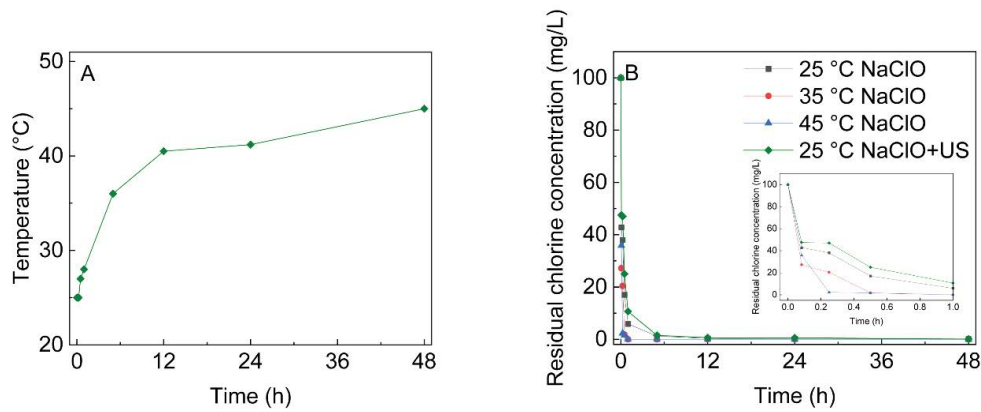 A
50
40
30
20
Temperature (°C)
0
12
24
36
48
Time (h)
B
100
80
60
40
20
0
Residual chlorine concentration (mg/L)
25 °C NaClO
35 °C NaClO
45 °C NaClO
25 °C NaClO+US
100
80
60
40
20
0
Residual chlorine concentration (mg/L)
0.0
0.2
0.4
0.6
0.8
1.0
Time (h)
0
12
24
36
48
Time (h)